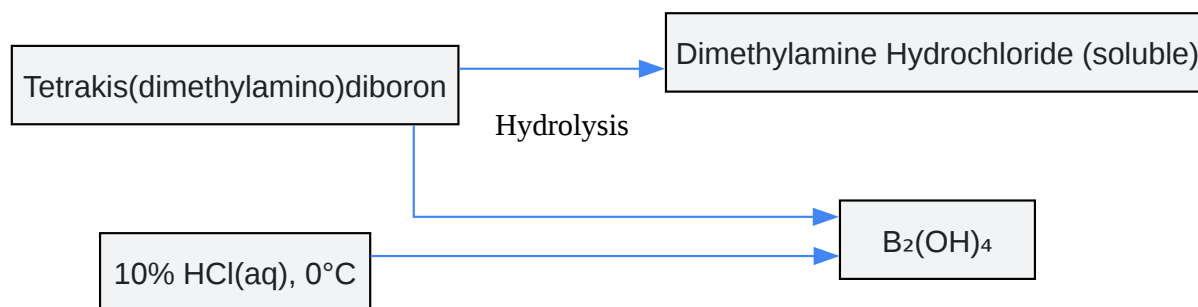 Dimethylamine Hydrochloride (soluble)
Tetrakis(dimethylamino)diboron
Hydrolysis
B₂(OH)₄
10% HCl(aq), 0°C